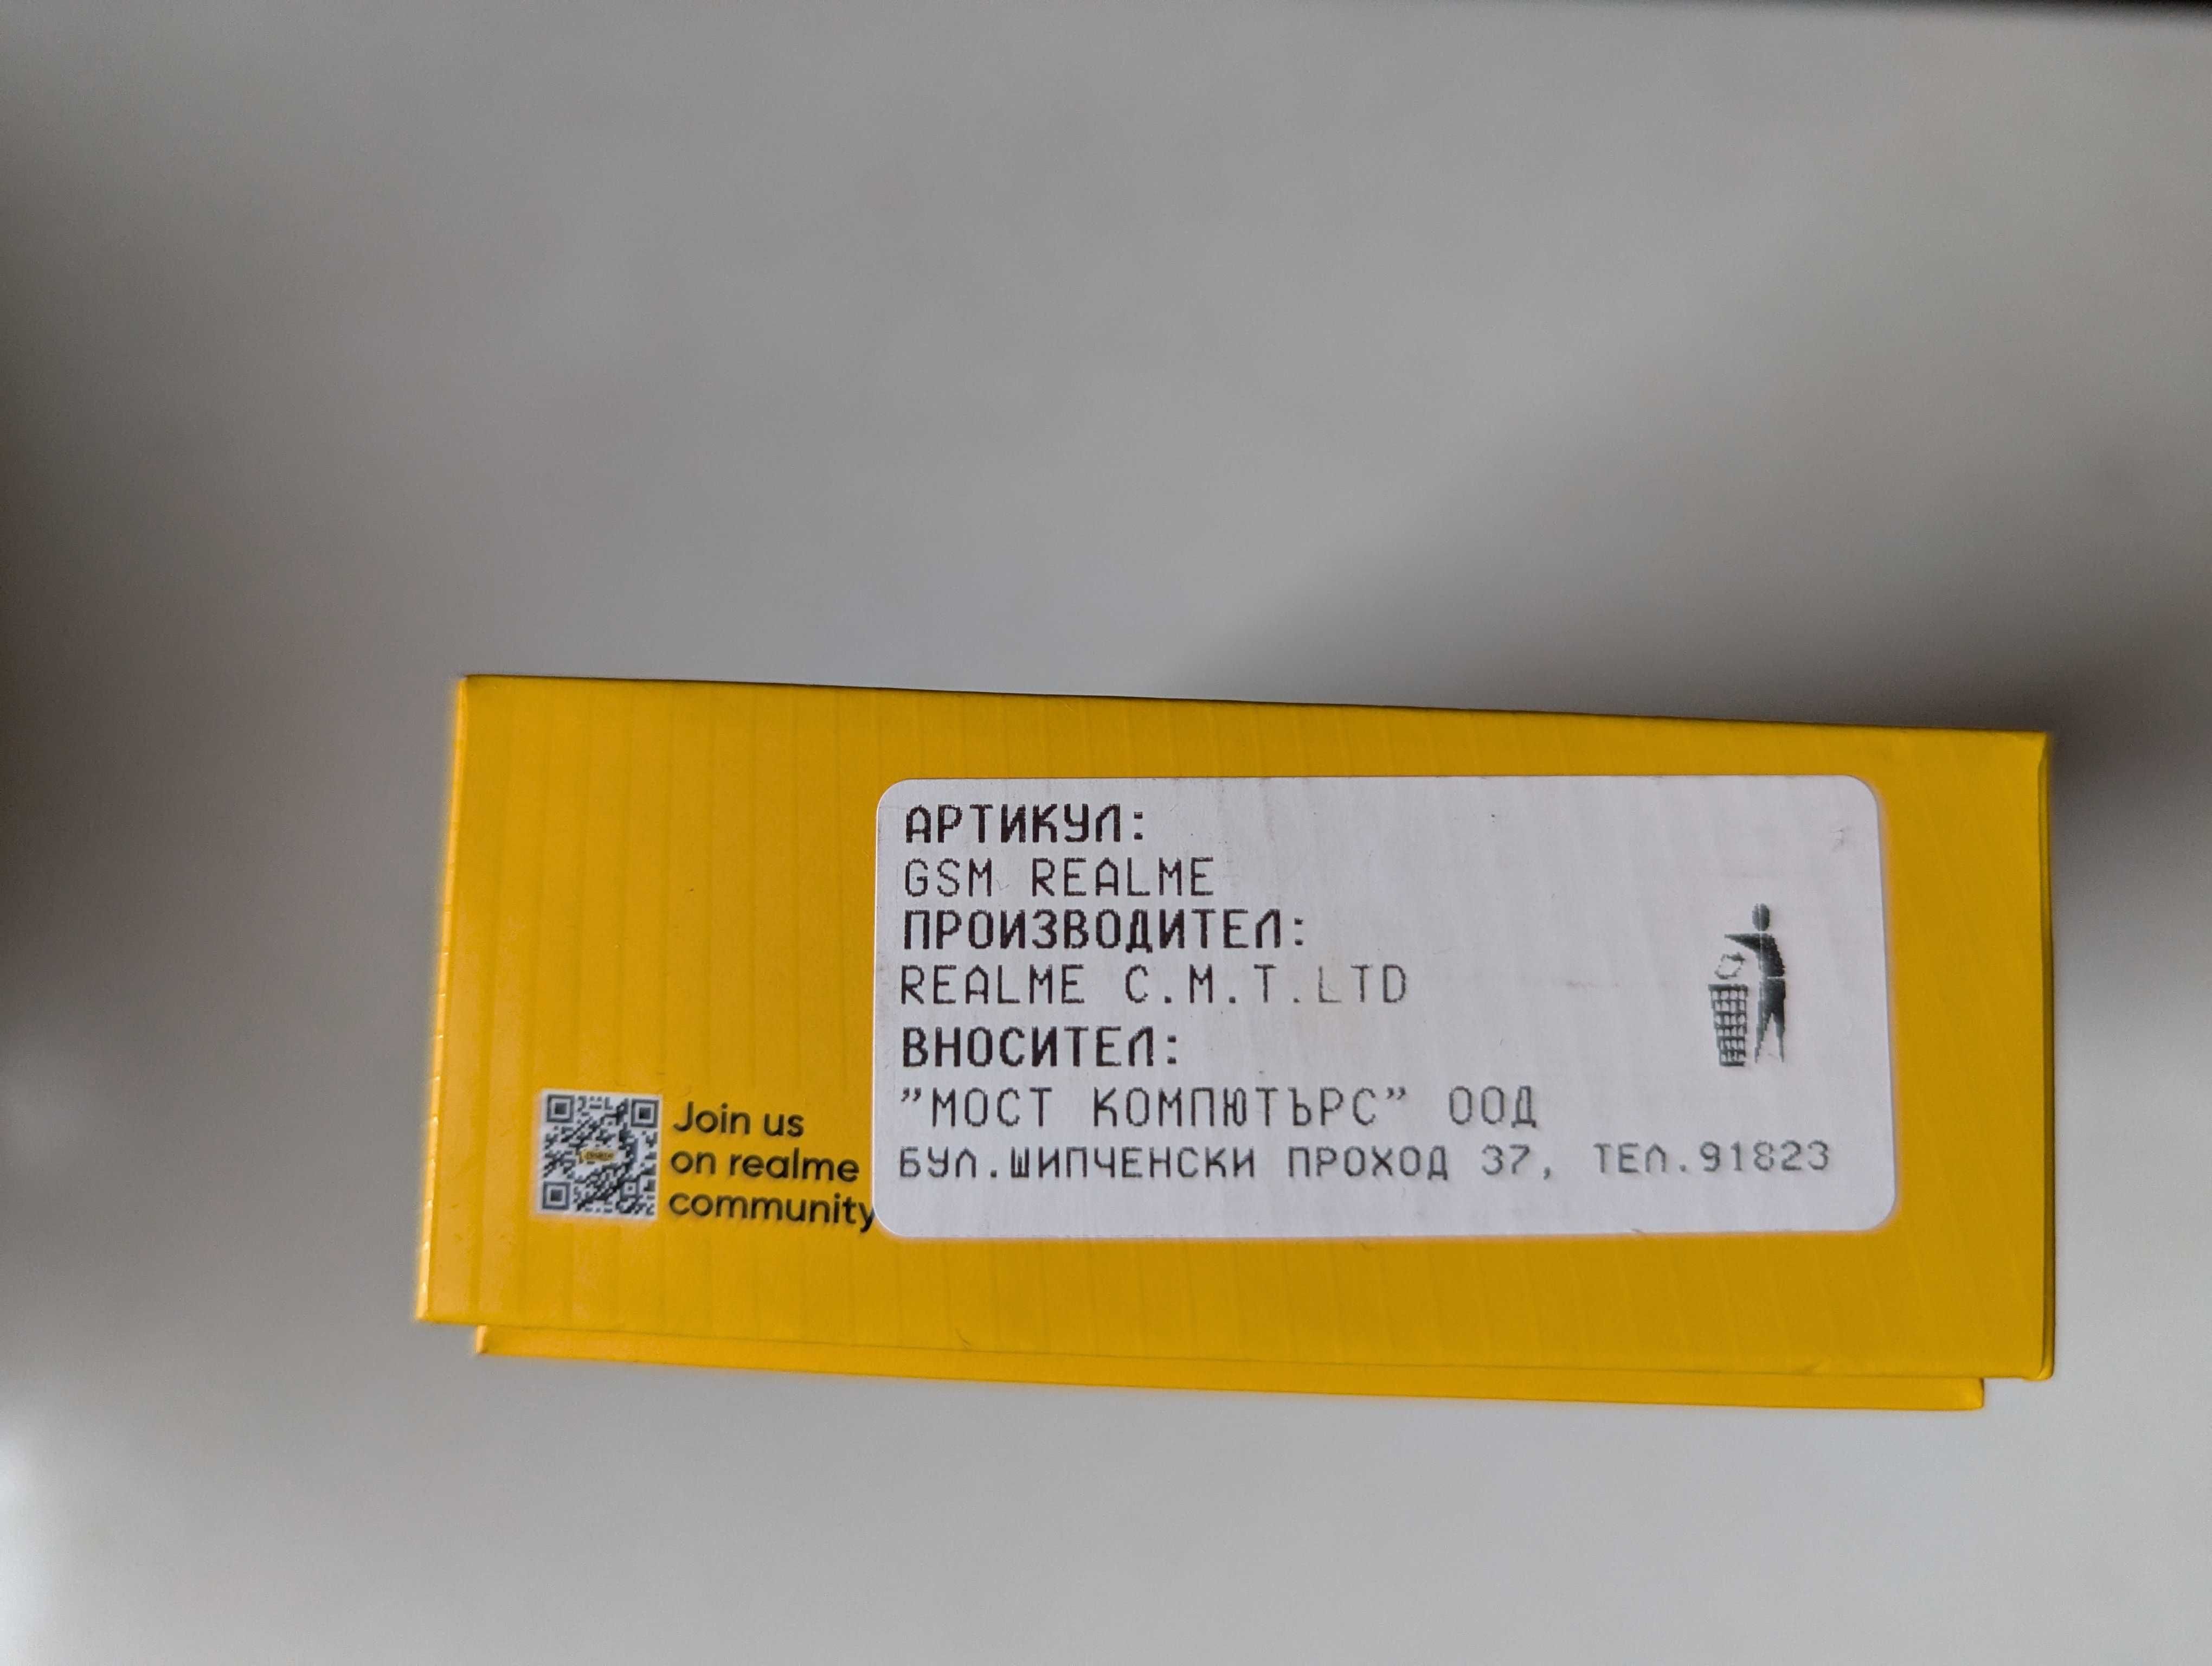 АРТИКУЛ:
GSM REALME
ПРОИЗВОДИТЕЛ:
REALME C.M.T.LTD
ВНОСИТЕЛ:
"МОСТ КОМПЮТЪРС" ООД
БУЛ.ШИПЧЕНСКИ ПРОХОД 37, ТЕЛ.91823
Join us
on realme
community